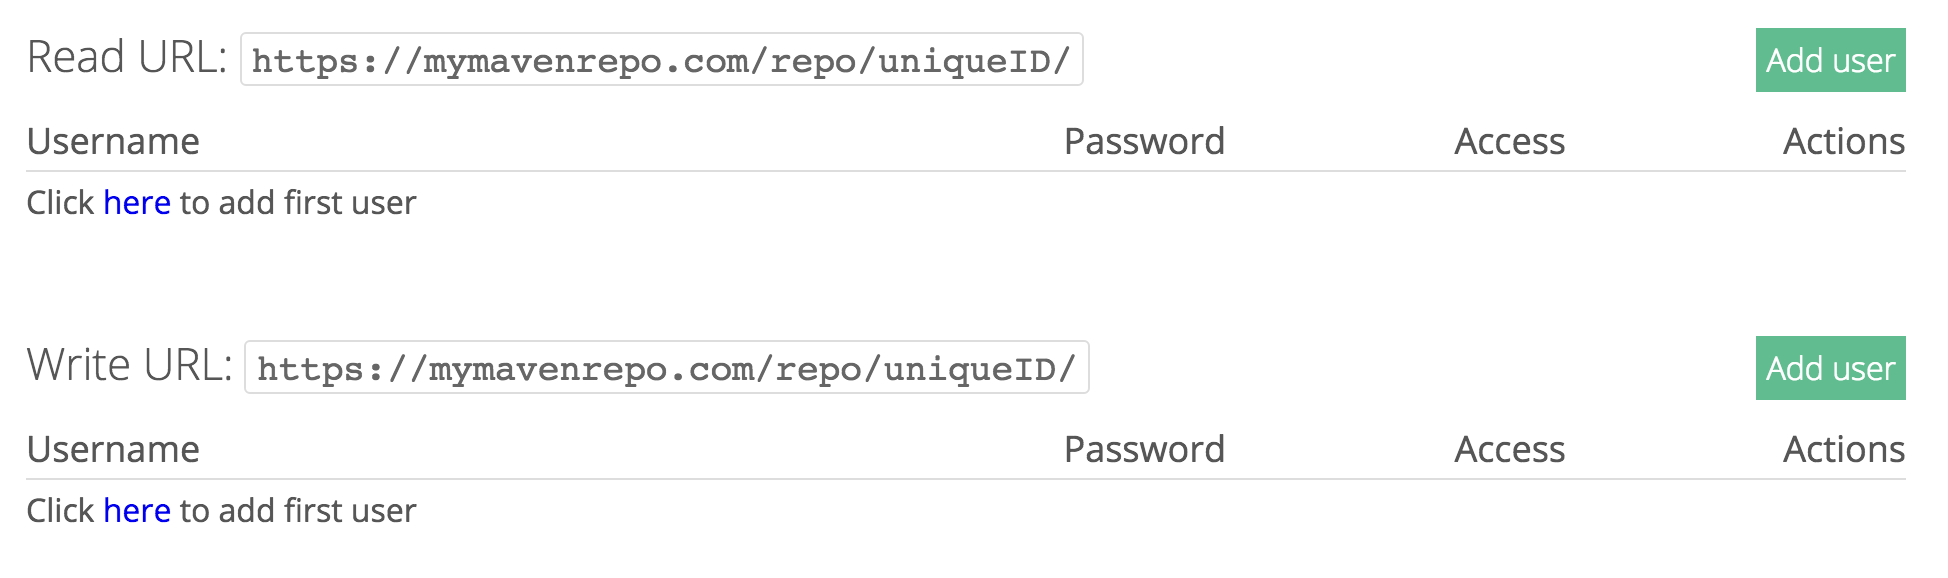 Read URL: https://mymavenrepo.com/repo/uniqueID/ Add user
Username Password Access Actions
Click here to add first user
Write URL: https://mymavenrepo.com/repo/uniqueID/ Add user
Username Password Access Actions
Click here to add first user